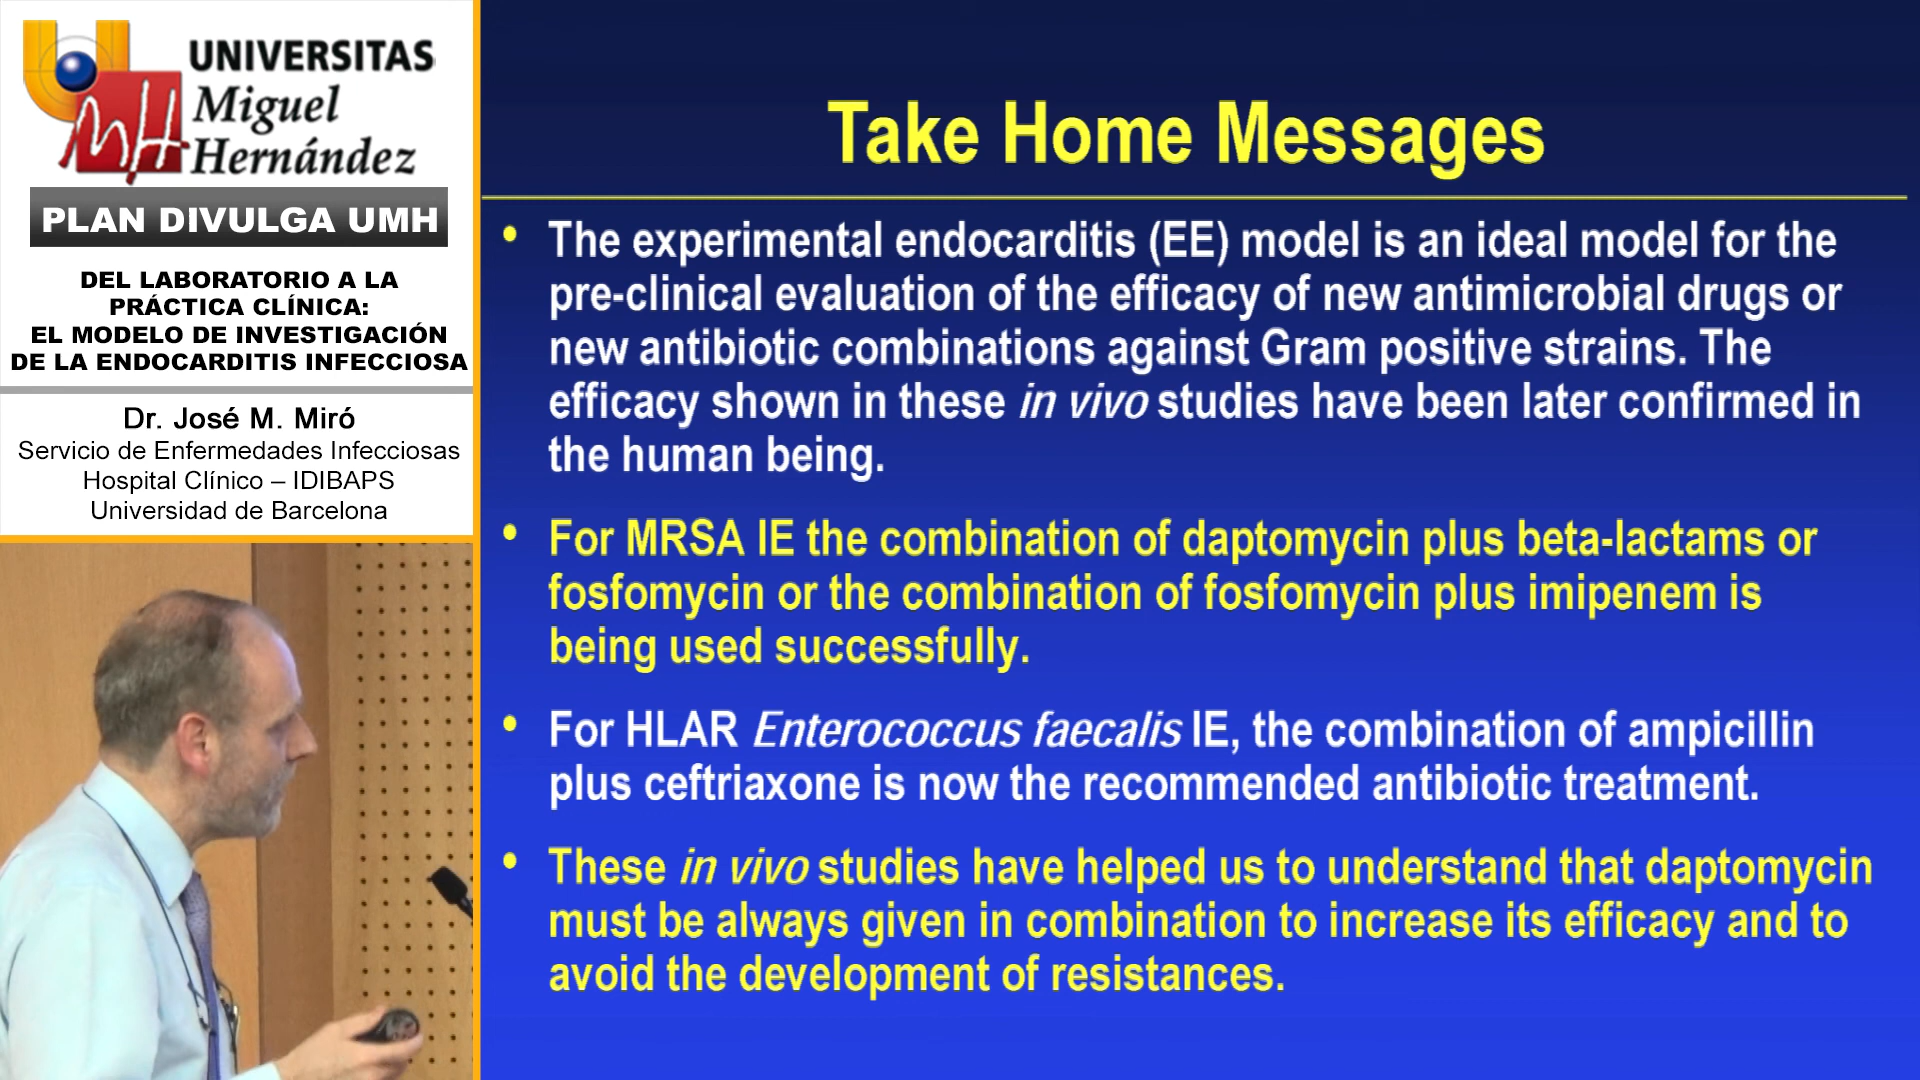 UNIVERSITAS
Miguel
Hernández
PLAN DIVULGA UMH
DEL LABORATORIO A LA
PRÁCTICA CLÍNICA:
EL MODELO DE INVESTIGACIÓN
DE LA ENDOCARDITIS INFECCIOSA
Dr. José M. Miró
Servicio de Enfermedades Infecciosas
Hospital Clínico – IDIBAPS
Universidad de Barcelona
Take Home Messages
• The experimental endocarditis (EE) model is an ideal model for the
pre-clinical evaluation of the efficacy of new antimicrobial drugs or
new antibiotic combinations against Gram positive strains. The
efficacy shown in these in vivo studies have been later confirmed in
the human being.
• For MRSA IE the combination of daptomycin plus beta-lactams or
fosfomycin or the combination of fosfomycin plus imipenem is
being used successfully.
• For HLAR Enterococcus faecalis IE, the combination of ampicillin
plus ceftriaxone is now the recommended antibiotic treatment.
• These in vivo studies have helped us to understand that daptomycin
must be always given in combination to increase its efficacy and to
avoid the development of resistances.